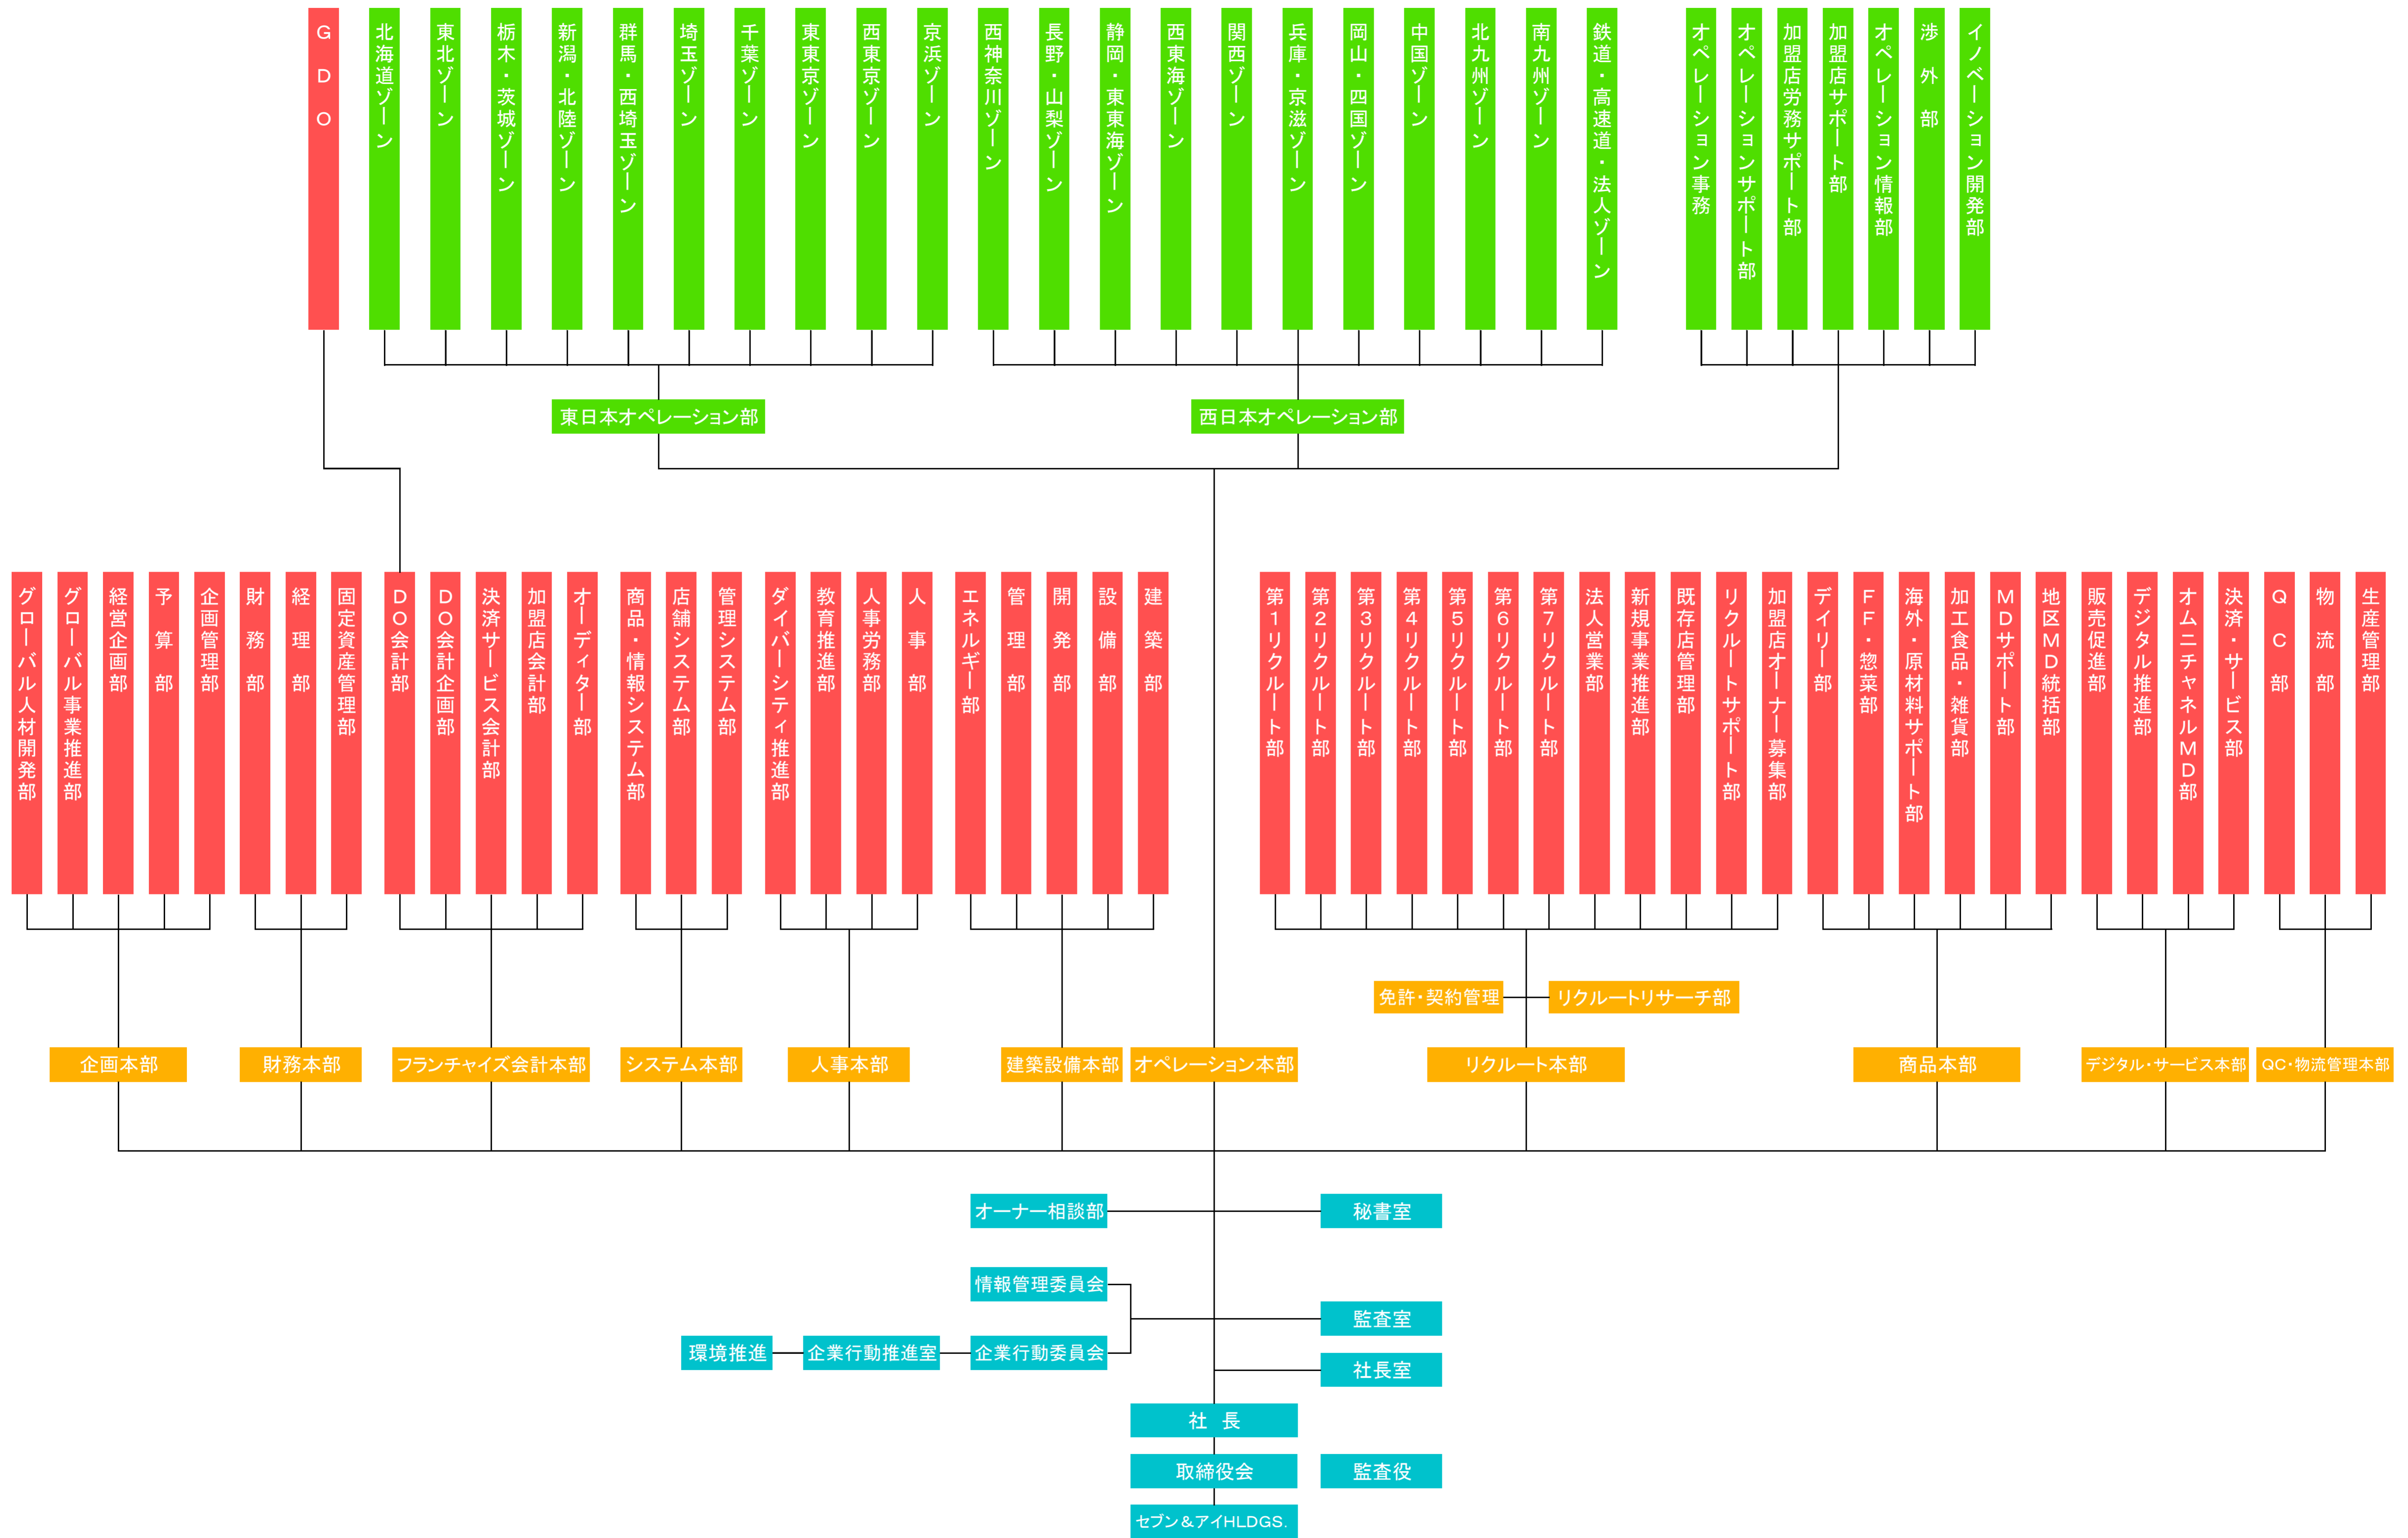 GDO
北海道ゾーン
東北ゾーン
栃木・茨城ゾーン
新潟・北陸ゾーン
群馬・西埼玉ゾーン
埼玉ゾーン
千葉ゾーン
東東京ゾーン
西東京ゾーン
京浜ゾーン
西神奈川ゾーン
長野・山梨ゾーン
静岡・東東海ゾーン
西東海ゾーン
関西ゾーン
兵庫・京滋ゾーン
岡山・四国ゾーン
中国ゾーン
北九州ゾーン
南九州ゾーン
鉄道・高速道・法人ゾーン
オペレーション事務
オペレーションサポート部
加盟店労務サポート部
加盟店サポート部
オペレーション情報部
渉外部
イノベーション開発部
東日本オペレーション部
西日本オペレーション部
グローバル人材開発部
グローバル事業推進部
経営企画部
予算部
企画管理部
財務部
経理部
固定資産管理部
DO会計部
DO会計企画部
決済サービス会計部
加盟店会計部
オーディター部
商品・情報システム部
店舗システム部
管理システム部
ダイバーシティ推進部
教育推進部
人事労務部
人事部
エネルギー部
管理部
開発部
設備部
建築部
第1リクルート部
第2リクルート部
第3リクルート部
第4リクルート部
第5リクルート部
第6リクルート部
第7リクルート部
法人営業部
新規事業推進部
既存店管理部
リクルートサポート部
加盟店オーナー募集部
デイリー部
FF・惣菜部
海外・原材料サポート部
加工食品・雑貨部
MDサポート部
地区MD統括部
販売促進部
デジタル推進部
オムニチャネルMD部
決済・サービス部
QC部
物流部
生産管理部
免許・契約管理
リクルートリサーチ部
企画本部
財務本部
フランチャイズ会計本部
システム本部
人事本部
建築設備本部
オペレーション本部
リクルート本部
商品本部
デジタル・サービス本部
QC・物流管理本部
オーナー相談部
秘書室
情報管理委員会
監査室
環境推進
企業行動推進室
企業行動委員会
社長室
社 長
取締役会
監査役
セブン&アイHLDGS.